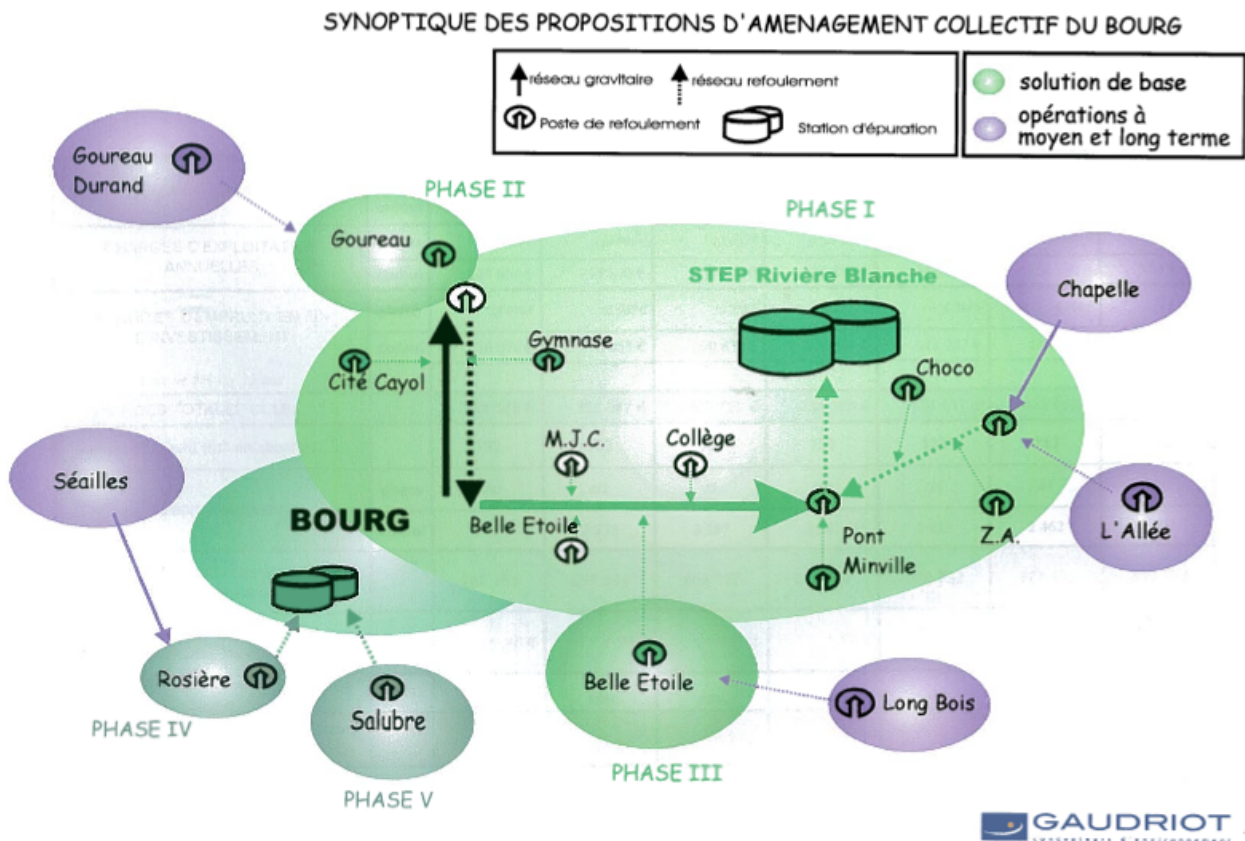 SYNOPTIQUE DES PROPOSITIONS D'AMENAGEMENT COLLECTIF DU BOURG
réseau gravitaire
réseau refoulement
Poste de refoulement
Station d'épuration
solution de base
opérations à
moyen et long terme
Goureau
Durand
PHASE II
PHASE I
Goureau
STEP Rivière Blanche
Chapelle
Gymnase
Cité Cayol
Choco
M.J.C.
Collège
Séailles
BOURG
Belle Etoile
Pont
Minville
Z.A.
L'Allée
Rosière
Salubre
Belle Etoile
Long Bois
PHASE IV
PHASE III
PHASE V
GAUDRIOT